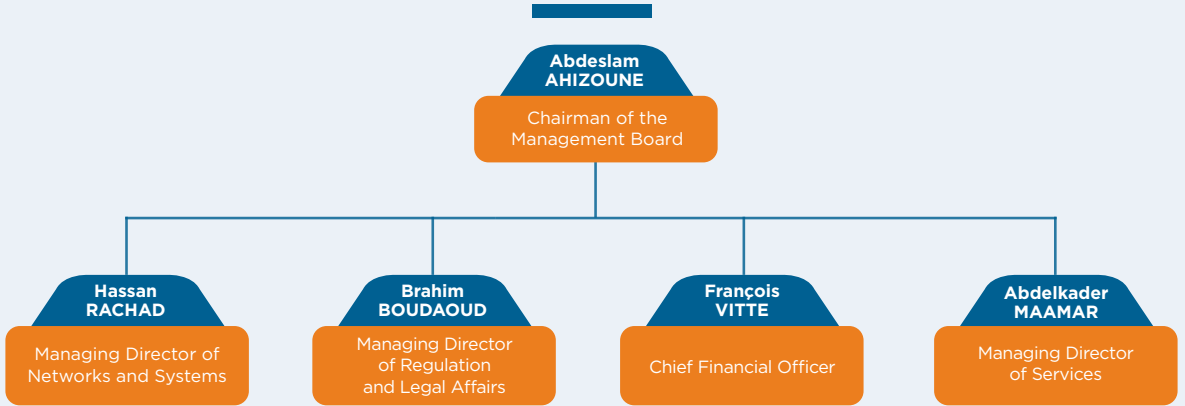 Abdeslam
AHIZOUNE
Chairman of the
Management Board
Hassan
RACHAD
Managing Director of
Networks and Systems
Brahim
BOUDAOUD
Managing Director
of Regulation
and Legal Affairs
François
VITTE
Chief Financial Officer
Abdelkader
MAAMAR
Managing Director
of Services